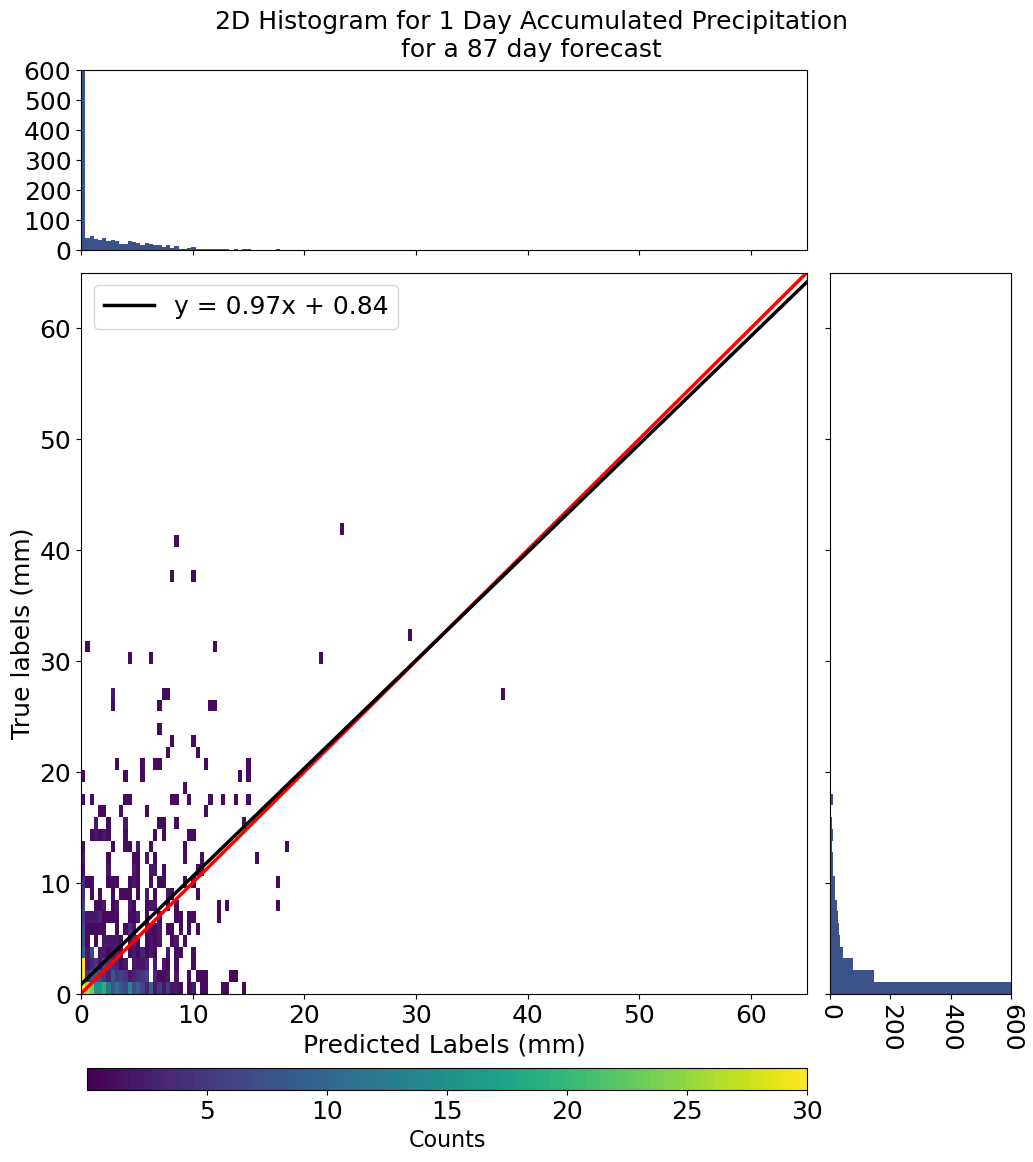 2D Histogram for 1 Day Accumulated Precipitation
for a 87 day forecast
600
500
400
300
200
100
0
y = 0.97x + 0.84
60
50
40
30
20
10
0
True labels (mm)
0 10 20 30 40 50 60
Predicted Labels (mm)
0 200 400 600
5 10 15 20 25 30
Counts